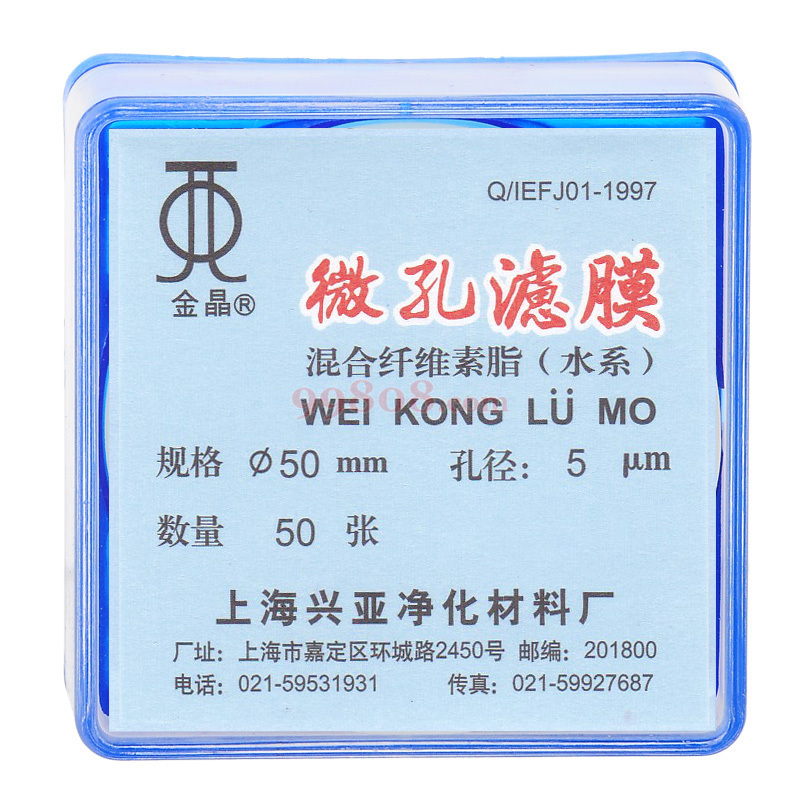 Q/IEFJ01-1997
金晶®
微孔滤膜
混合纤维素脂（水系）
99808.com
WEI KONG LÜ MO
规格 Ø50 mm 孔径： 5 μm
数量 50 张
上海兴亚净化材料厂
厂址：上海市嘉定区环城路2450号 邮编：201800
电话：021-59531931 传真：021-59927687